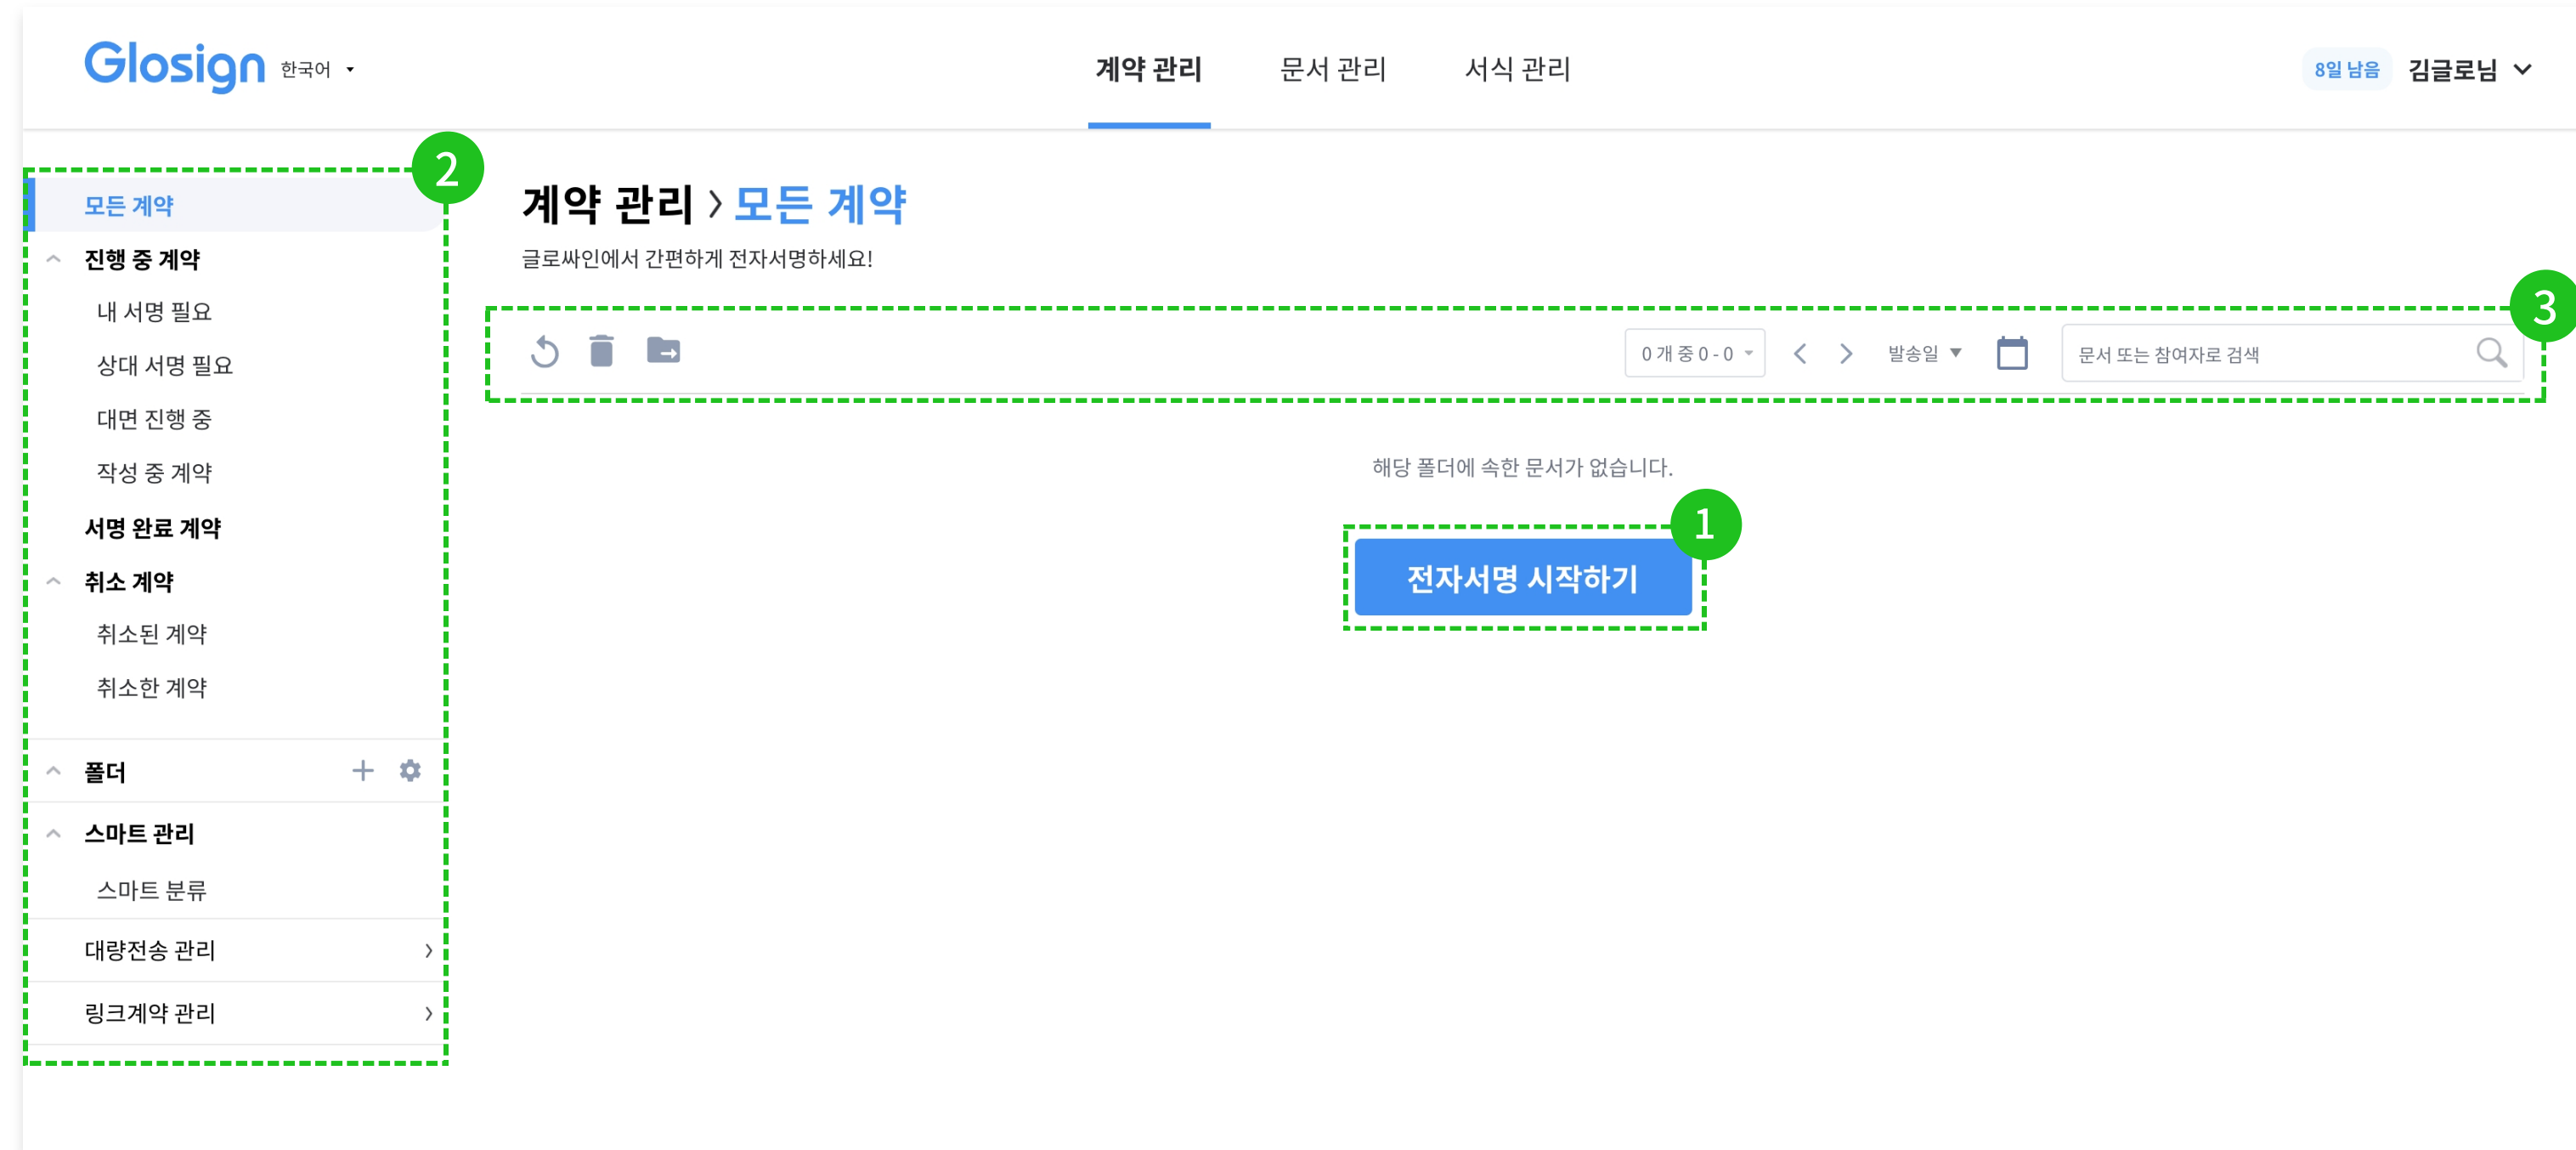 Glosign 한국어
계약 관리 문서 관리 서식 관리
8일 남음 김글로님
2
모든 계약
진행 중 계약
내 서명 필요
상대 서명 필요
대면 진행 중
작성 중 계약
서명 완료 계약
취소 계약
취소된 계약
취소한 계약
폴더
스마트 관리
스마트 분류
대량전송 관리
링크계약 관리
계약 관리 > 모든 계약
글로싸인에서 간편하게 전자서명하세요!
3
0 개 중 0 - 0 발송일 문서 또는 참여자로 검색
해당 폴더에 속한 문서가 없습니다.
1
전자서명 시작하기